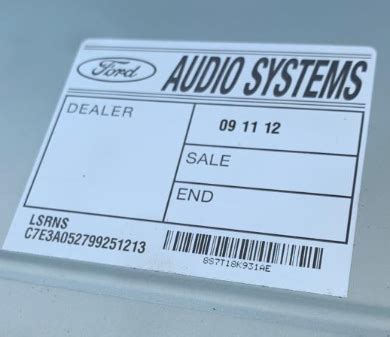 Ford AUDIO SYSTEMS
DEALER
09 11 12
SALE
END
LSRNS
C7E3A052799251213
8S7T18K931AE